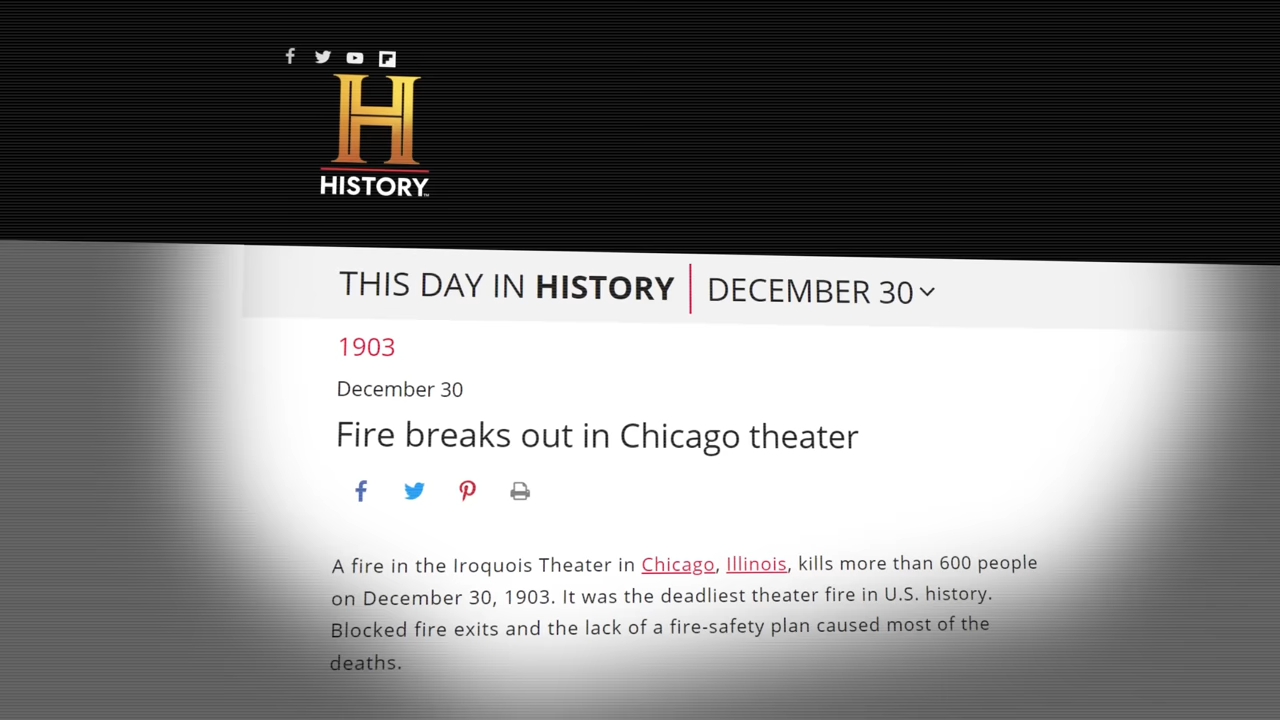 H
HISTORY
THIS DAY IN HISTORY | DECEMBER 30
1903
December 30
Fire breaks out in Chicago theater
A fire in the Iroquois Theater in Chicago, Illinois, kills more than 600 people
on December 30, 1903. It was the deadliest theater fire in U.S. history.
Blocked fire exits and the lack of a fire-safety plan caused most of the
deaths.